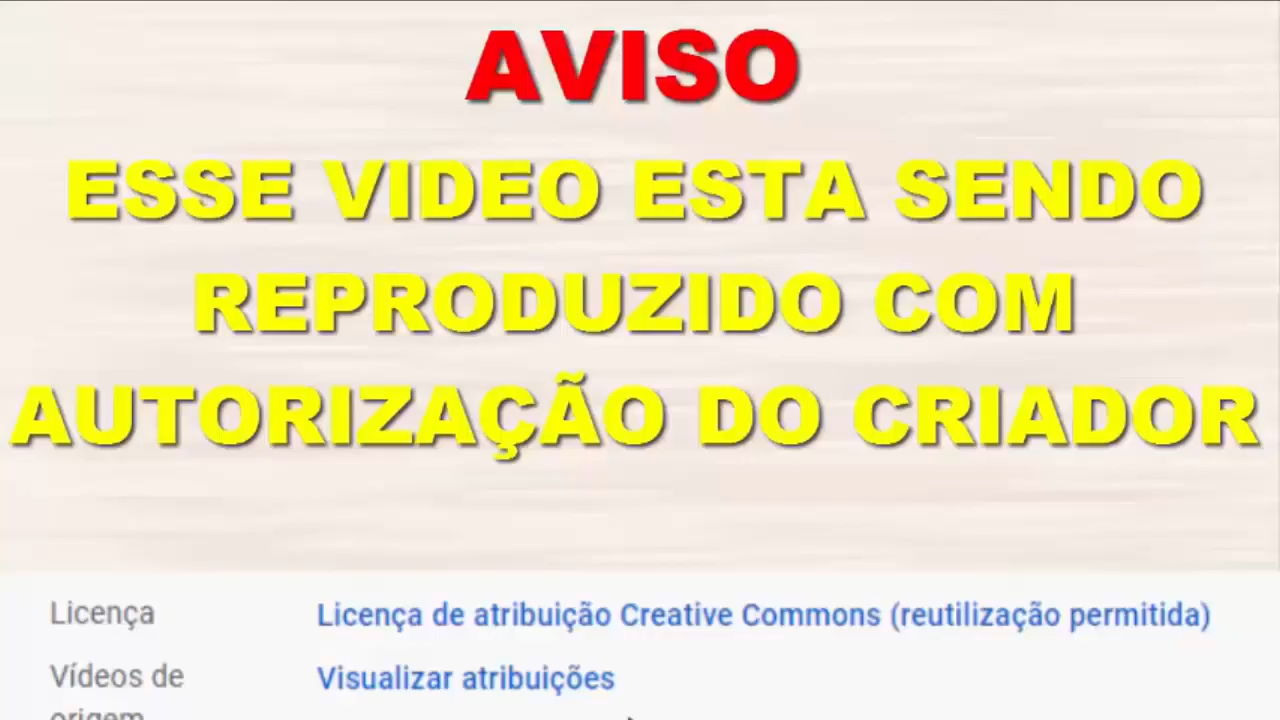 AVISO
ESSE VIDEO ESTA SENDO
REPRODUZIDO COM
AUTORIZAÇÃO DO CRIADOR
Licença Licença de atribuição Creative Commons (reutilização permitida)
Vídeos de Visualizar atribuições
origem